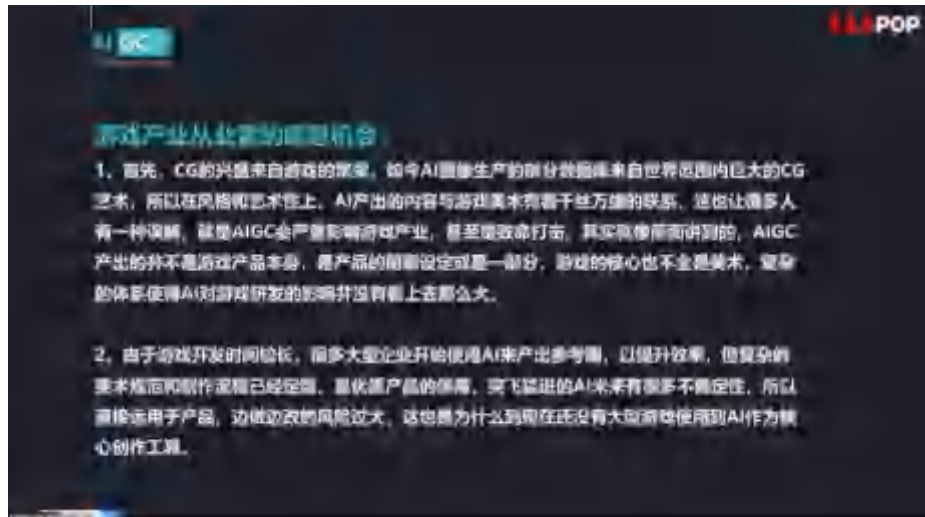 AIGC
POP
游戏产业从业者的 机会
1、首先，CG的兴盛来自游戏的繁荣，如今AI图像生产的部分数据库来自世界范围内巨大的CG
艺术，所以在风格和艺术性上，AI产出的内容与游戏美术有着千丝万缕的联系，这也让很多人
有一种误解，就是AIGC会严重影响游戏产业，甚至是致命打击，其实就像前面讲到的，AIGC
产出的并不是游戏产品本身，是产品的前期设定或是一部分，游戏的核心也不全是美术，复杂
的体系使得AI对游戏研发的影响并没有看上去那么大。
2、由于游戏开发时间较长，很多大型企业开始使用AI来产出参考图，以提升效率，但复杂的
美术规范和制作流程已经定型，是优质产品的保障，突飞猛进的AI未来有很多不确定性，所以
直接运用于产品，边做边改的风险过大，这也是为什么到现在还没有大型游戏使用到AI作为核
心创作工具。